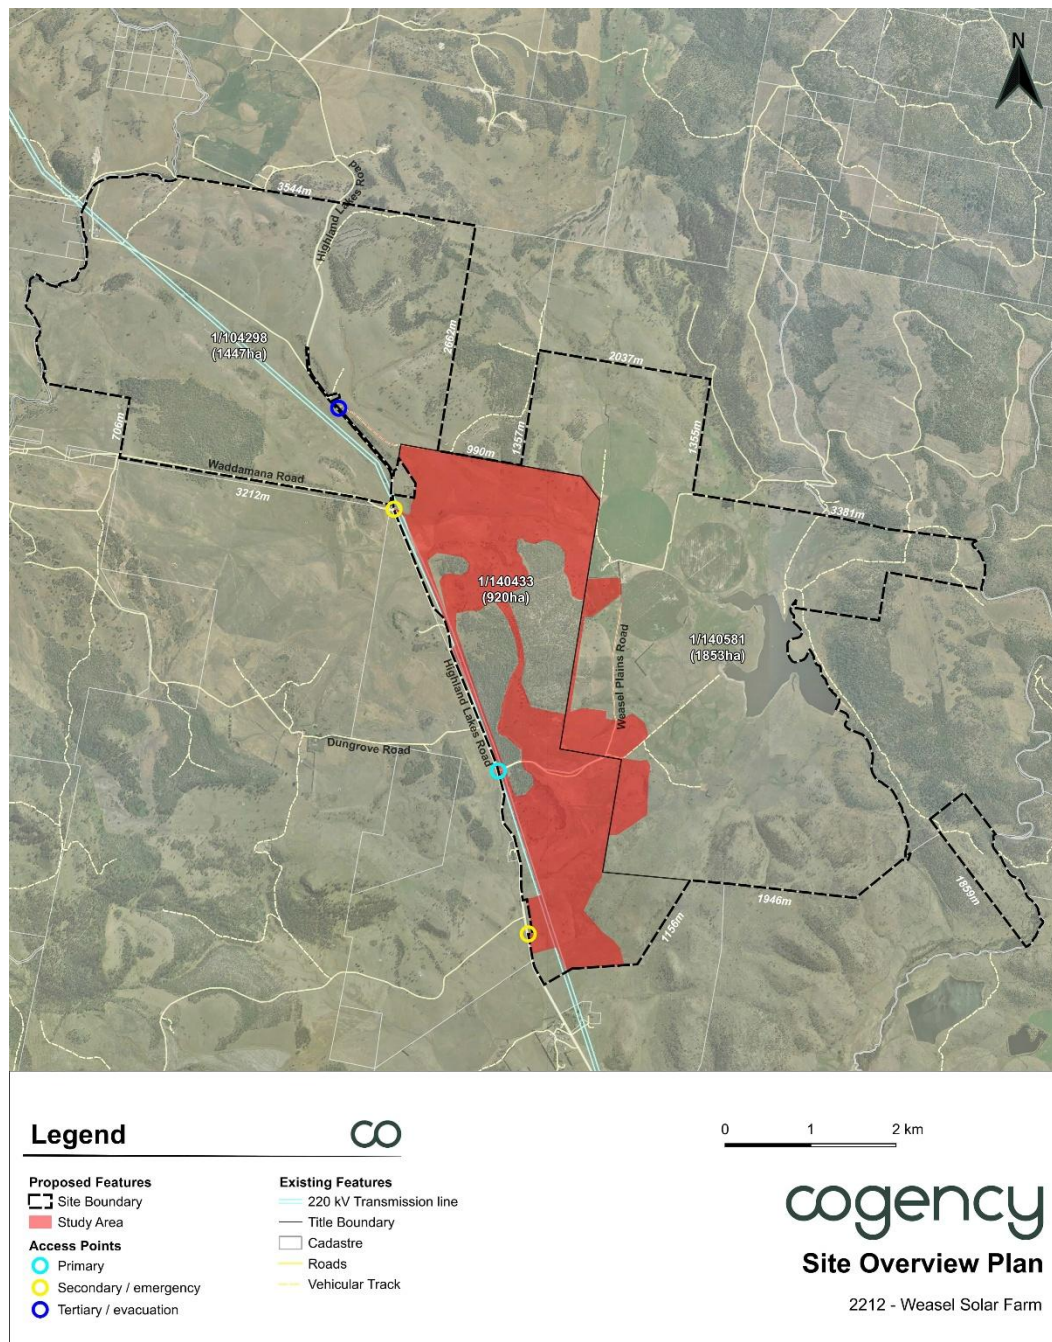 N
3544m
Highland Lakes Road
1/104298
(1447ha)
2662m
2037m
1357m
1355m
706m
990m
Waddamana Road
3212m
3381m
1/140433
(920ha)
1/140581
(1853ha)
Weasel Plains Road
Highland Lakes Road
Dungrove Road
1859m
1946m
1156m
Legend
CO
0 1 2 km
Proposed Features
Site Boundary
Study Area
Access Points
Primary
Secondary / emergency
Tertiary / evacuation
Existing Features
220 kV Transmission line
Title Boundary
Cadastre
Roads
Vehicular Track
cogency
Site Overview Plan
2212 - Weasel Solar Farm